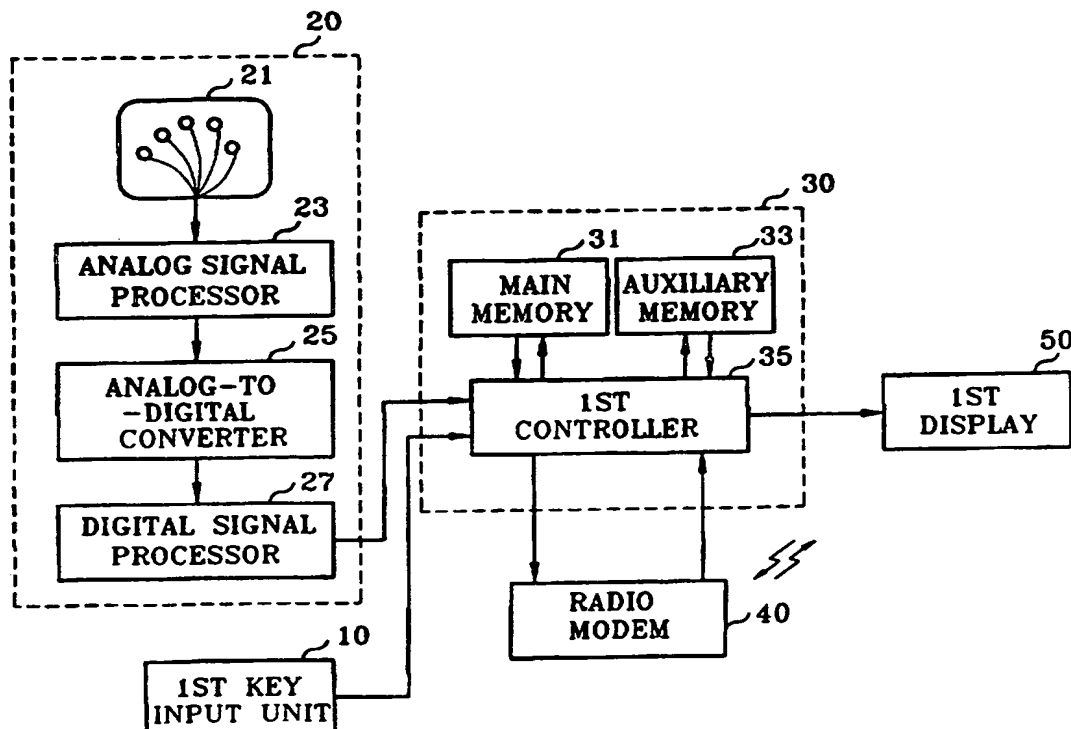 20
21
23
ANALOG SIGNAL
PROCESSOR
25
ANALOG-TO
-DIGITAL
CONVERTER
27
DIGITAL SIGNAL
PROCESSOR
10
1ST KEY
INPUT UNIT
30
31
MAIN
MEMORY
33
AUXILIARY
MEMORY
35
1ST
CONTROLLER
RADIO
MODEM
40
50
1ST
DISPLAY